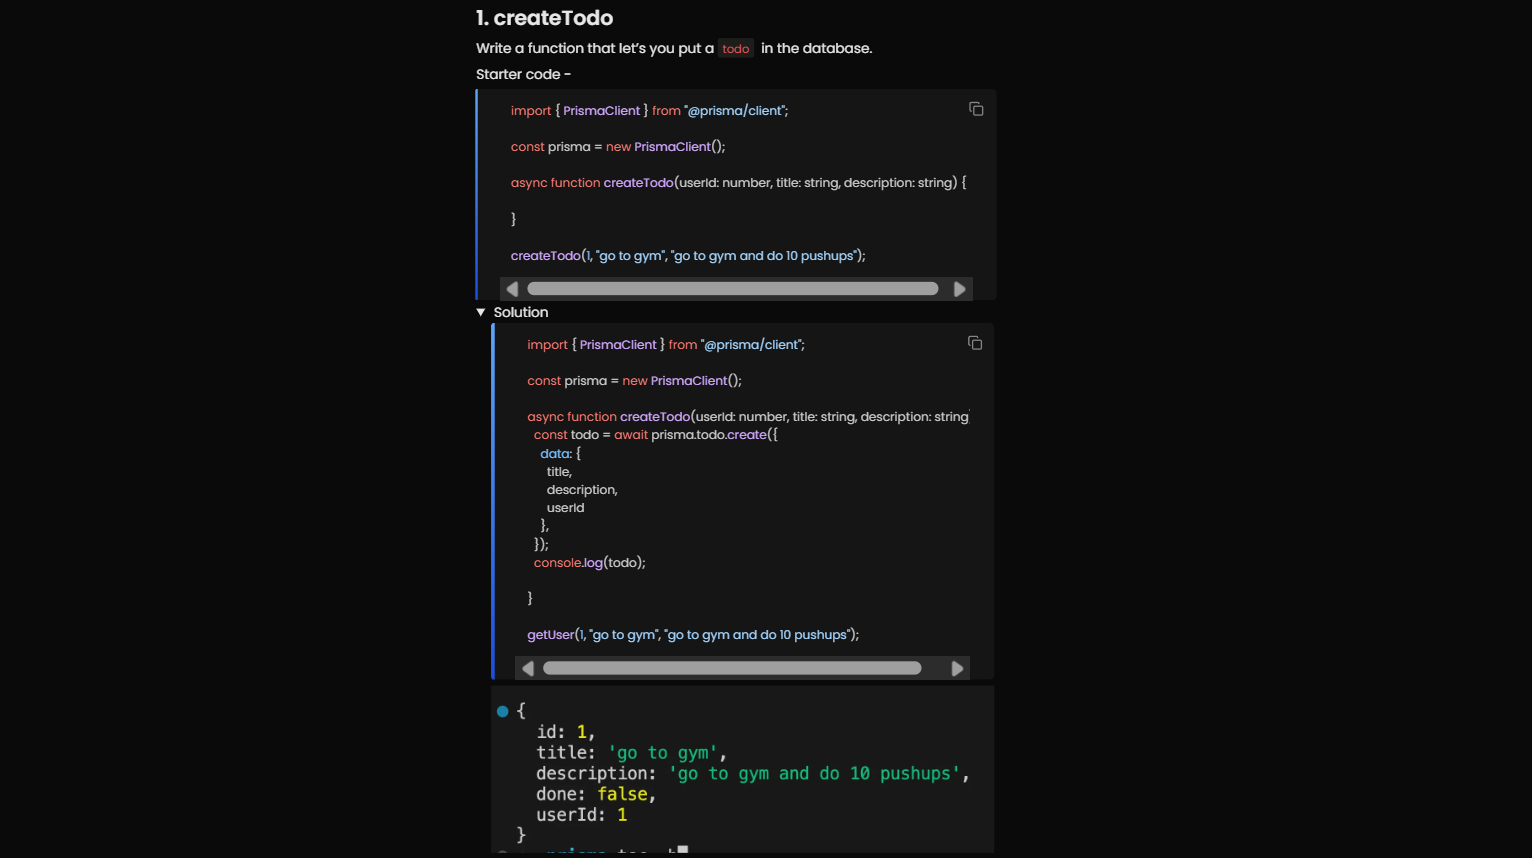 1. createTodo
Write a function that let's you put a todo in the database.
Starter code -
import { PrismaClient } from "@prisma/client";
const prisma = new PrismaClient();
async function createTodo(userId: number, title: string, description: string) {
}
createTodo(1, "go to gym", "go to gym and do 10 pushups");
▼ Solution
import { PrismaClient } from "@prisma/client";
const prisma = new PrismaClient();
async function createTodo(userId: number, title: string, description: string
const todo = await prisma.todo.create({
data: {
title,
description,
userId
},
});
console.log(todo);
}
getUser(1, "go to gym", "go to gym and do 10 pushups");
{
id: 1,
title: 'go to gym',
description: 'go to gym and do 10 pushups',
done: false,
userId: 1
}
prisma